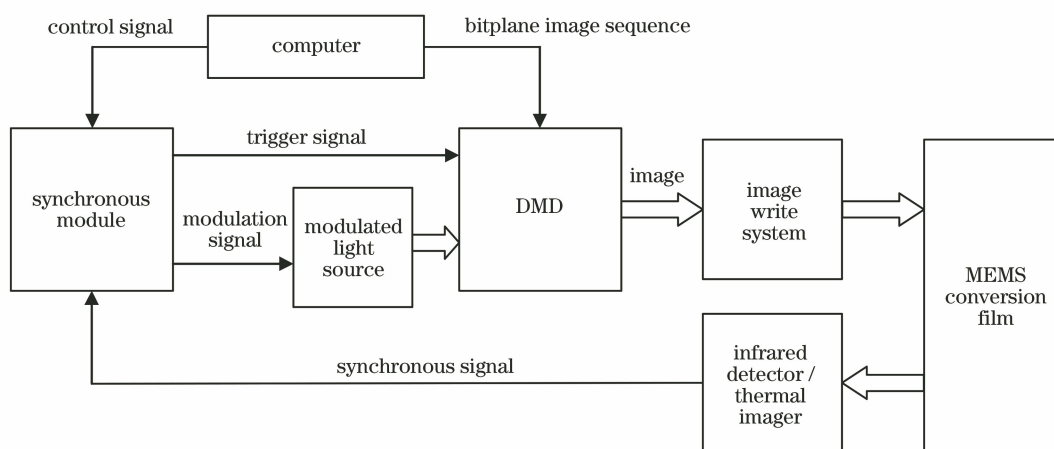 control signal
computer
bitplane image sequence
synchronous
module
trigger signal
modulation
signal
modulated
light
source
DMD
image
image
write
system
MEMS
conversion
film
synchronous signal
infrared
detector /
thermal
imager